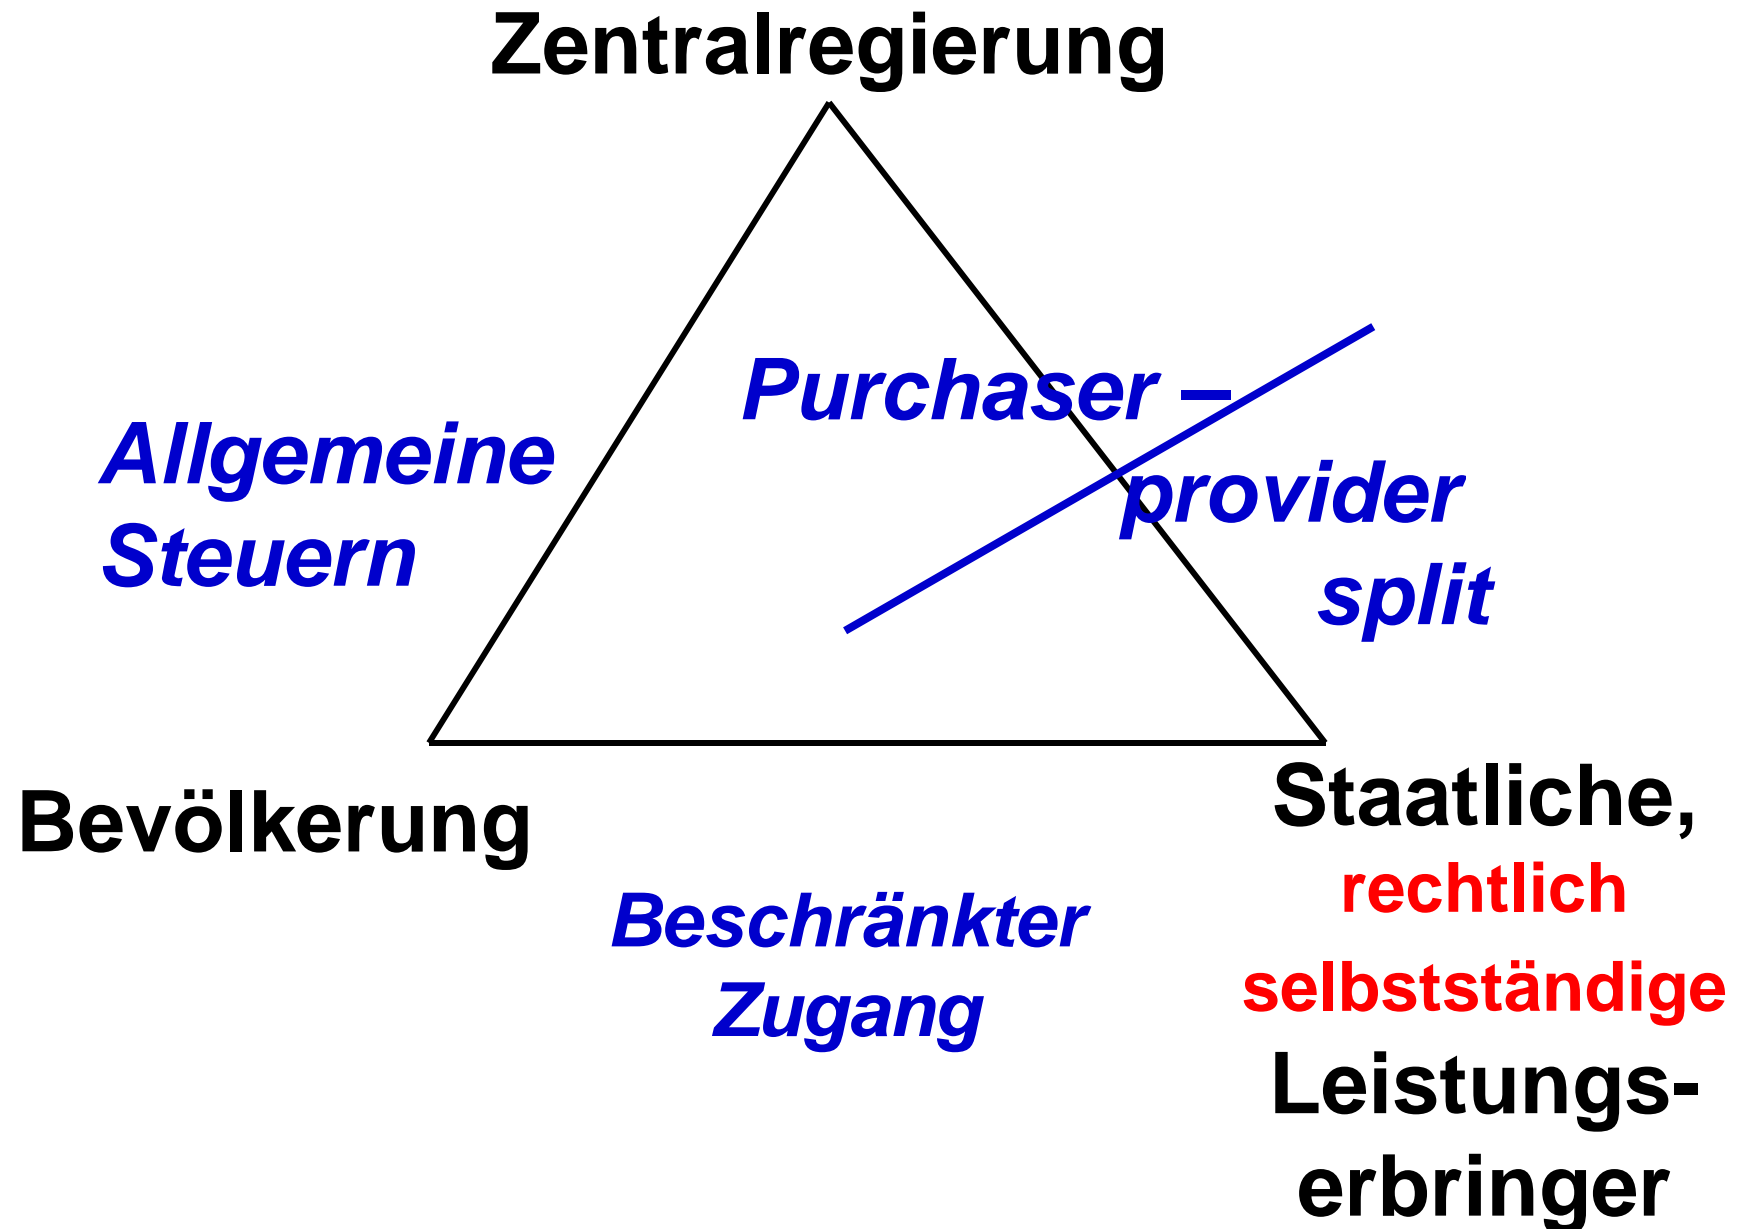 Zentralregierung
Purchaser –
provider
split
Allgemeine
Steuern
Bevölkerung
Beschränkter
Zugang
Staatliche,
rechtlich
selbstständige
Leistungs-
erbringer